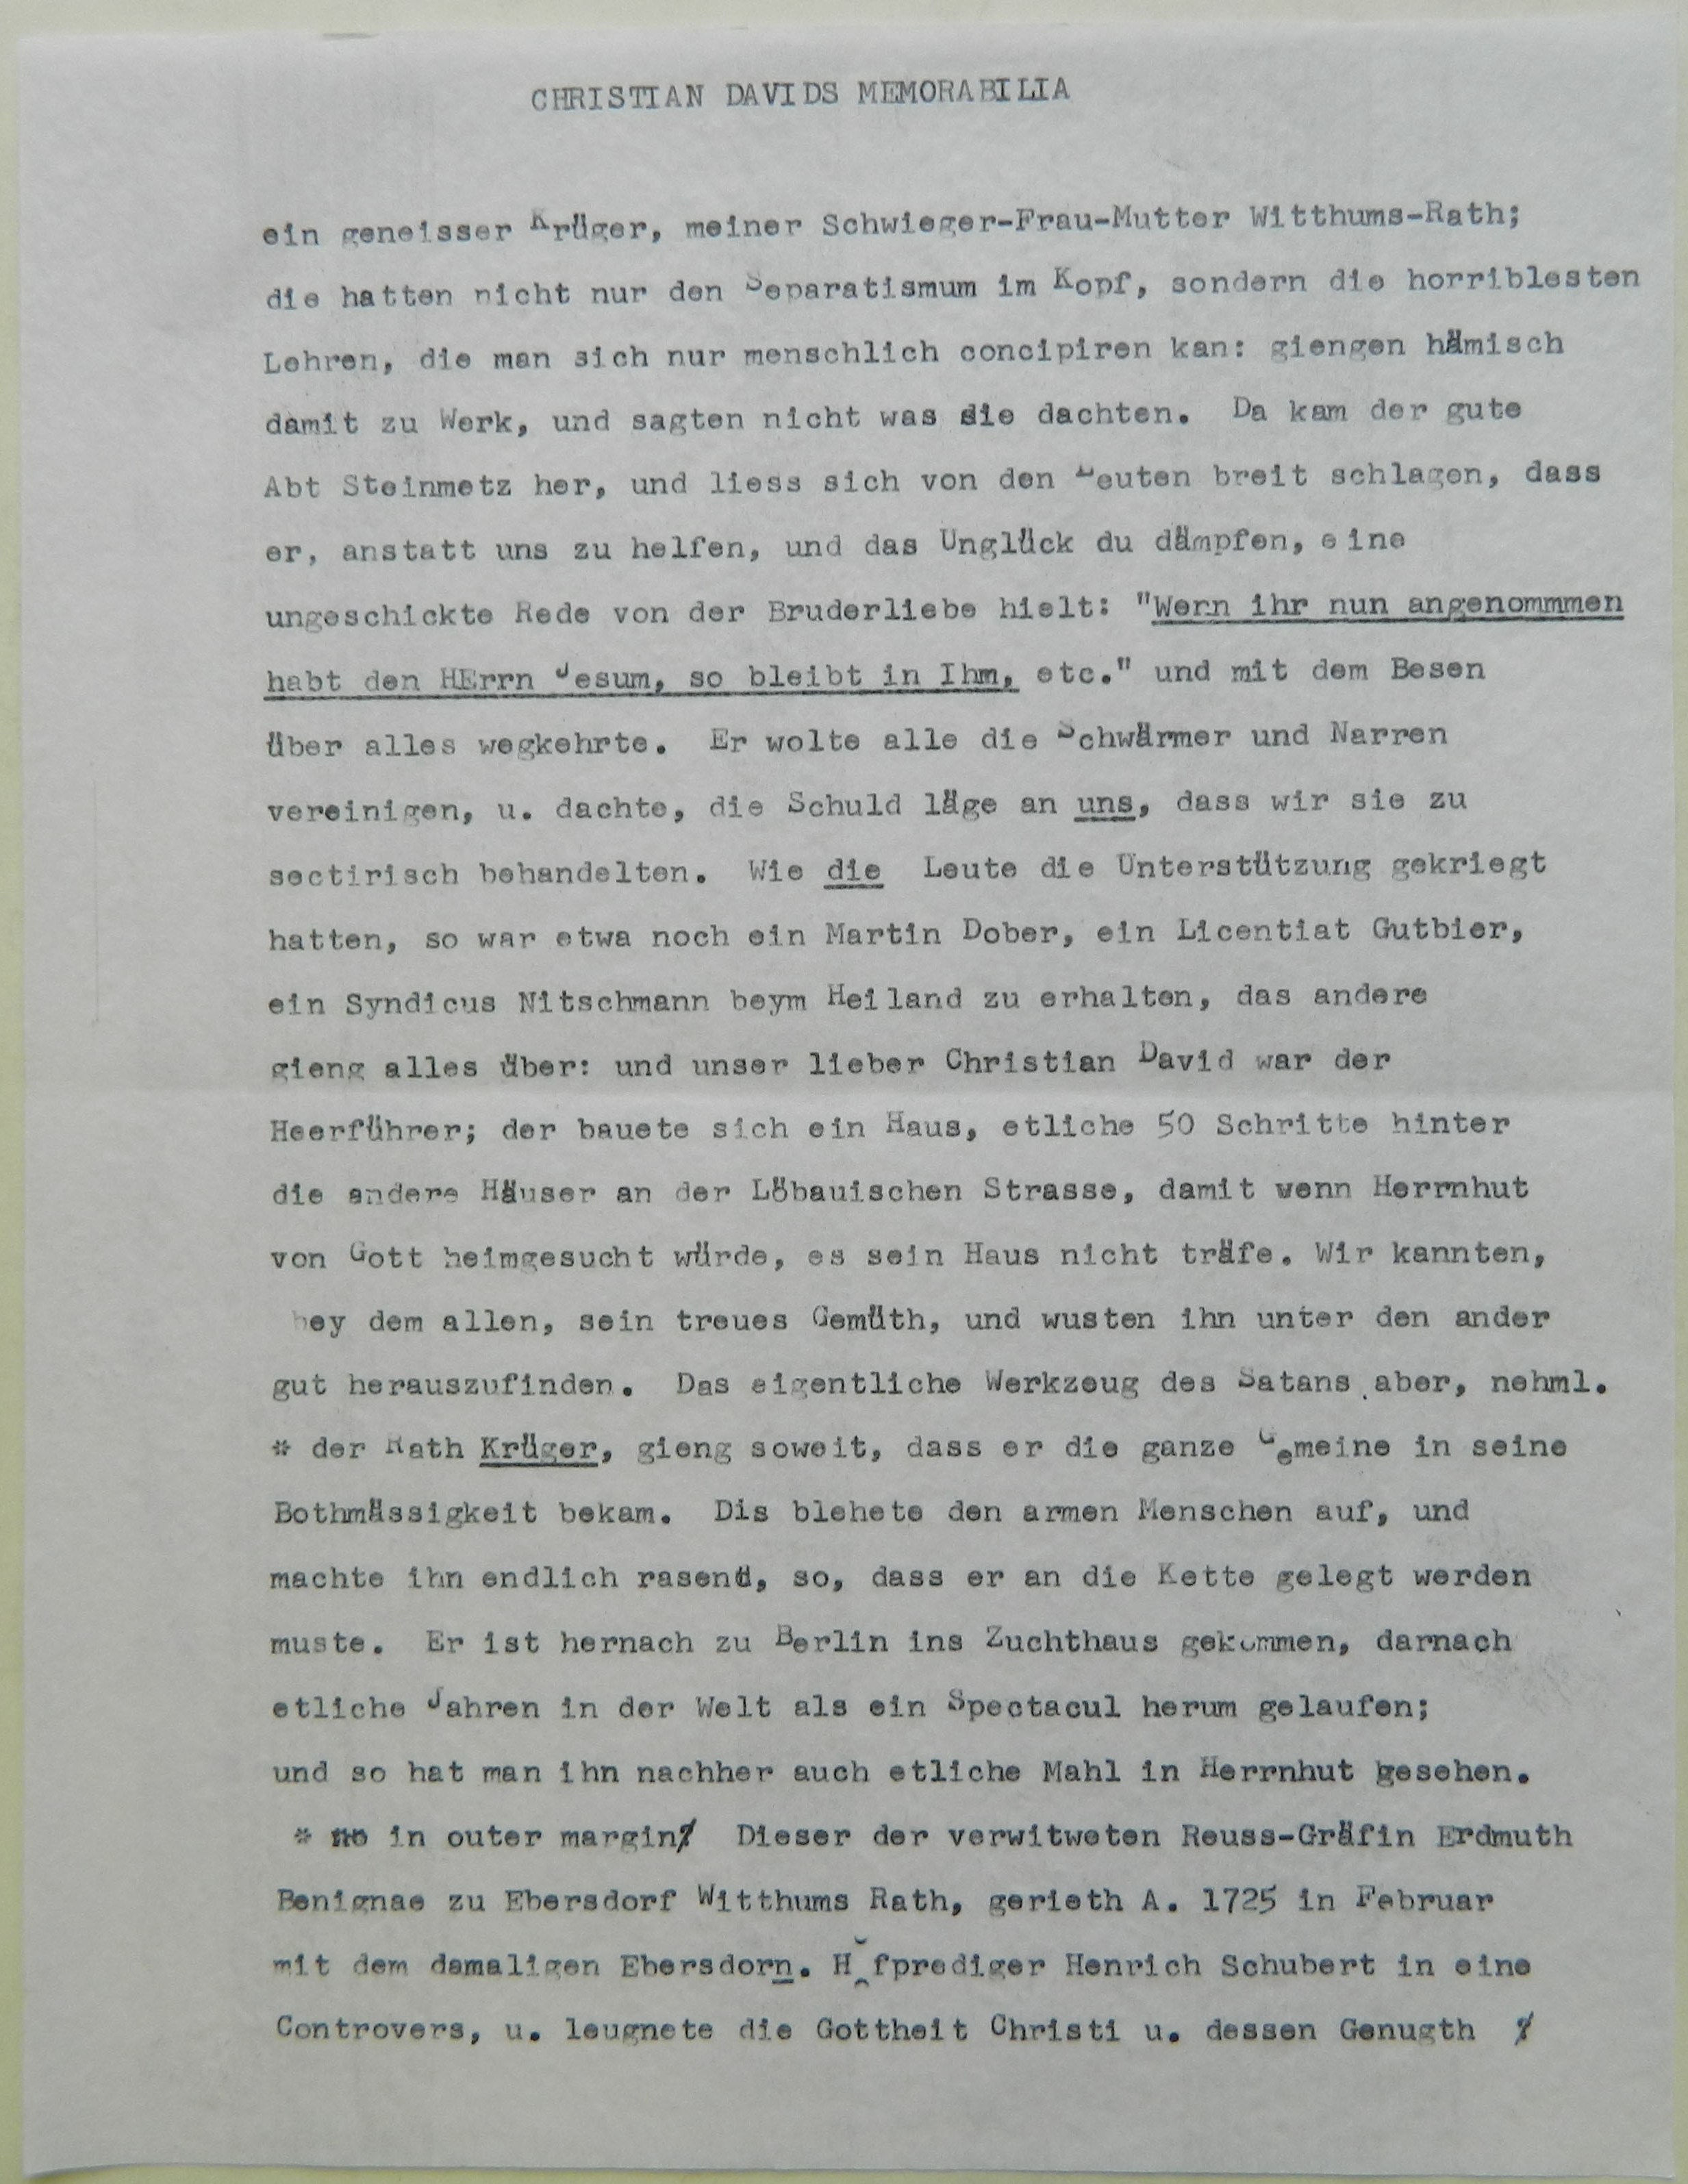 CHRISTIAN DAVIDS MEMORABILIA
ein geneisser Krüger, meiner Schwieger-Frau-Mutter Witthums-Rath;
die hatten nicht nur den Separatismum im Kopf, sondern die horriblesten
Lehren, die man sich nur menschlich concipiren kan: giengen hämisch
damit zu Werk, und sagten nicht was sie dachten. Da kam der gute
Abt Steinmetz her, und liess sich von den Leuten breit schlagen, dass
er, anstatt uns zu helfen, und das Unglück du dämpfen, eine
ungeschickte Rede von der Bruderliebe hielt: "Wenn ihr nun angenommmen
habt den HErrn Jesum, so bleibt in Ihm, etc." und mit dem Besen
über alles wegkehrte. Er wolte alle die Schwärmer und Narren
vereinigen, u. dachte, die Schuld läge an uns, dass wir sie zu
sectirisch behandelten. Wie die Leute die Unterstützung gekriegt
hatten, so war etwa noch ein Martin Dober, ein Licentiat Gutbier,
ein Syndicus Nitschmann beym Heiland zu erhalten, das andere
gieng alles über: und unser lieber Christian David war der
Heerführer; der bauete sich ein Haus, etliche 50 Schritte hinter
die andere Häuser an der Löbauischen Strasse, damit wenn Herrnhut
von Gott heimgesucht würde, es sein Haus nicht träfe. Wir kannten,
bey dem allen, sein treues Gemüth, und wusten ihn unter den ander
gut herauszufinden. Das eigentliche Werkzeug des Satans aber, nehml.
* der Rath Krüger, gieng soweit, dass er die ganze Gemeine in seine
Bothmässigkeit bekam. Dis blehete den armen Menschen auf, und
machte ihn endlich rasend, so, dass er an die Kette gelegt werden
muste. Er ist hernach zu Berlin ins Zuchthaus gekommen, darnach
etliche Jahren in der Welt als ein Spectacul herum gelaufen;
und so hat man ihn nachher auch etliche Mahl in Herrnhut gesehen.
* in outer margin/ Dieser der verwitweten Reuss-Gräfin Erdmuth
Benignae zu Ebersdorf Witthums Rath, gerieth A. 1725 in Februar
mit dem damaligen Ebersdorn. H fprediger Henrich Schubert in eine
Controvers, u. leugnete die Gottheit Christi u. dessen Genugth /